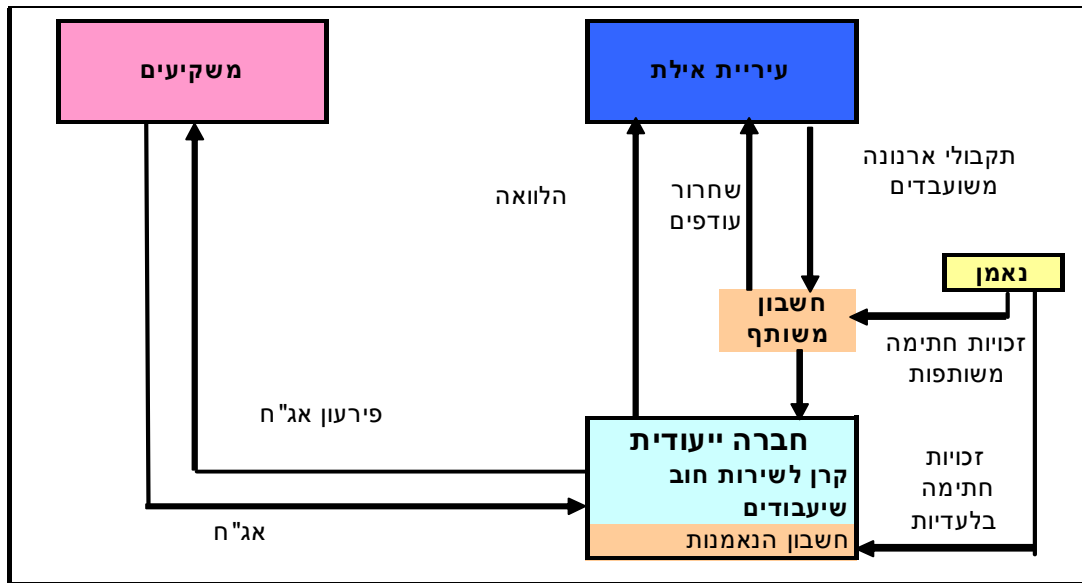 משקיעים
עיריית אילת
תקבולי ארנונה
משועבדים
שחרור
עודפים
הלוואה
נאמן
חשבון
משותף
זכויות חתימה
משותפות
פירעון אג"ח
חברה ייעודית
קרן לשירות חוב
שיעבודים
חשבון הנאמנות
זכויות
חתימה
בלעדיות
אג"ח